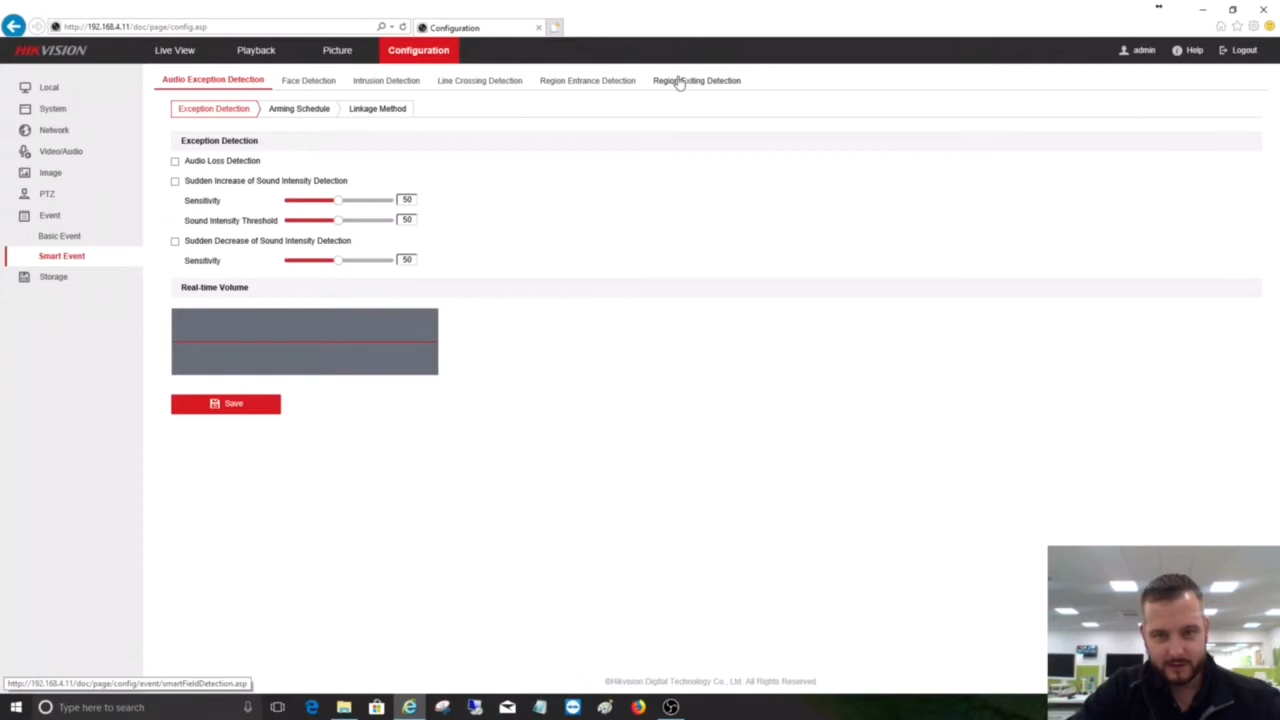 http://192.168.4.11/doc/page/config.asp
Configuration
HIKVISION
Live View
Playback
Picture
Configuration
admin
Help
Logout
Local
System
Network
Video/Audio
Image
PTZ
Event
Basic Event
Smart Event
Storage
Audio Exception Detection
Face Detection
Intrusion Detection
Line Crossing Detection
Region Entrance Detection
Region Exiting Detection
Exception Detection
Arming Schedule
Linkage Method
Exception Detection
Audio Loss Detection
Sudden Increase of Sound Intensity Detection
Sensitivity 50
Sound Intensity Threshold 50
Sudden Decrease of Sound Intensity Detection
Sensitivity 50
Real-time Volume
Save
©Hikvision Digital Technology Co., Ltd. All Rights Reserved.
http://192.168.4.11/doc/page/config/event/smartFieldDetection.asp
Type here to search